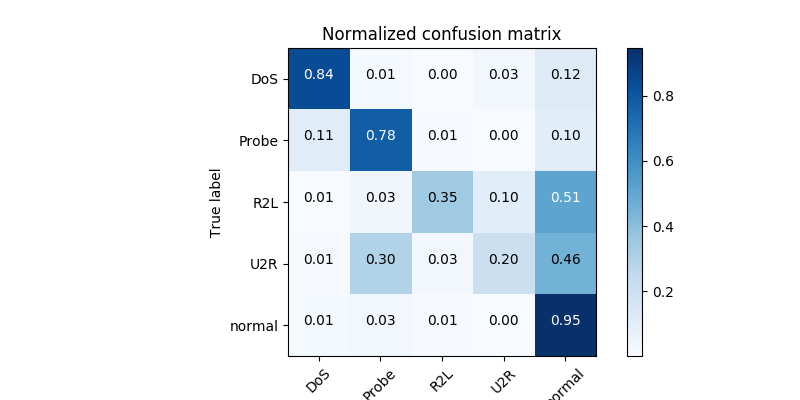 Normalized confusion matrix
DoS 0.84 0.01 0.00 0.03 0.12
Probe 0.11 0.78 0.01 0.00 0.10
R2L 0.01 0.03 0.35 0.10 0.51
U2R 0.01 0.30 0.03 0.20 0.46
normal 0.01 0.03 0.01 0.00 0.95
True label
DoS Probe R2L U2R
0.8
0.6
0.4
0.2